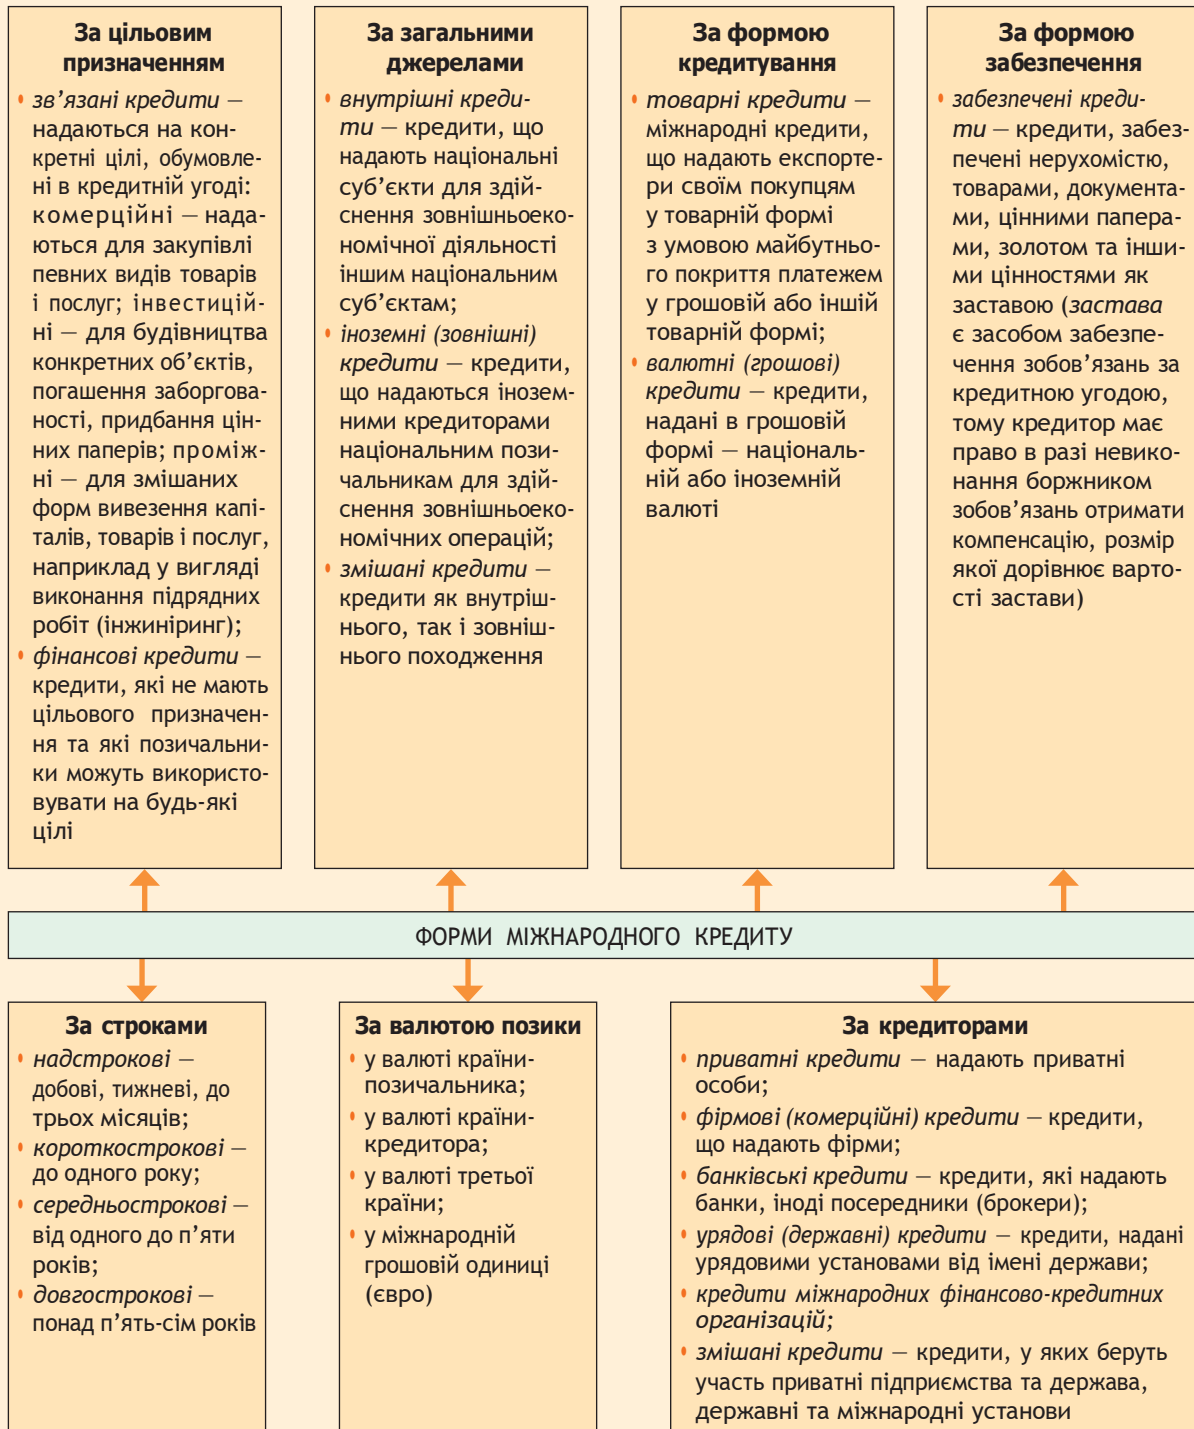 За цільовим
призначенням
• зв'язані кредити —
надаються на кон-
кретні цілі, обумовле-
ні в кредитній угоді:
комерційні — нада-
ються для закупівлі
певних видів товарів
і послуг; інвестицій-
ні — для будівництва
конкретних об'єктів,
погашення заборгова-
ності, придбання цін-
них паперів; проміж-
ні — для змішаних
форм вивезення капі-
талів, товарів і послуг,
наприклад у вигляді
виконання підрядних
робіт (інжиніринг);
• фінансові кредити —
кредити, які не мають
цільового призначен-
ня та які позичальни-
ки можуть використо-
вувати на будь-які
цілі
За загальними
джерелами
• внутрішні креди-
ти — кредити, що
надають національні
суб'єкти для здій-
снення зовнішньоеко-
номічної діяльності
іншим національним
суб'єктам;
• іноземні (зовнішні)
кредити — кредити,
що надаються інозем-
ними кредиторами
національним пози-
чальникам для здій-
снення зовнішньоеко-
номічних операцій;
• змішані кредити —
кредити як внутріш-
нього, так і зовніш-
нього походження
За формою
кредитування
• товарні кредити —
міжнародні кредити,
що надають експорте-
ри своїм покупцям
у товарній формі
з умовою майбутньо-
го покриття платежем
у грошовій або іншій
товарній формі;
• валютні (грошові)
кредити — кредити,
надані в грошовій
формі — національ-
ній або іноземній
валюті
За формою
забезпечення
• забезпечені креди-
ти — кредити, забез-
печені нерухомістю,
товарами, документа-
ми, цінними папера-
ми, золотом та інши-
ми цінностями як
заставою (застава
є засобом забезпе-
чення зобов'язань за
кредитною угодою,
тому кредитор має
право в разі невико-
нання боржником
зобов'язань отримати
компенсацію, розмір
якої дорівнює варто-
сті застави)
ФОРМИ МІЖНАРОДНОГО КРЕДИТУ
За строками
• надстрокові —
добові, тижневі, до
трьох місяців;
• короткострокові —
до одного року;
• середньострокові —
від одного до п'яти
років;
• довгострокові —
понад п'ять-сім років
За валютою позики
• у валюті країни-
позичальника;
• у валюті країни-
кредитора;
• у валюті третьої
країни;
• у міжнародній
грошовій одиниці
(євро)
За кредиторами
• приватні кредити — надають приватні
особи;
• фірмові (комерційні) кредити — кредити,
що надають фірми;
• банківські кредити — кредити, які надають
банки, іноді посередники (брокери);
• урядові (державні) кредити — кредити, надані
урядовими установами від імені держави;
• кредити міжнародних фінансово-кредитних
організацій;
• змішані кредити — кредити, у яких беруть
участь приватні підприємства та держава,
державні та міжнародні установи